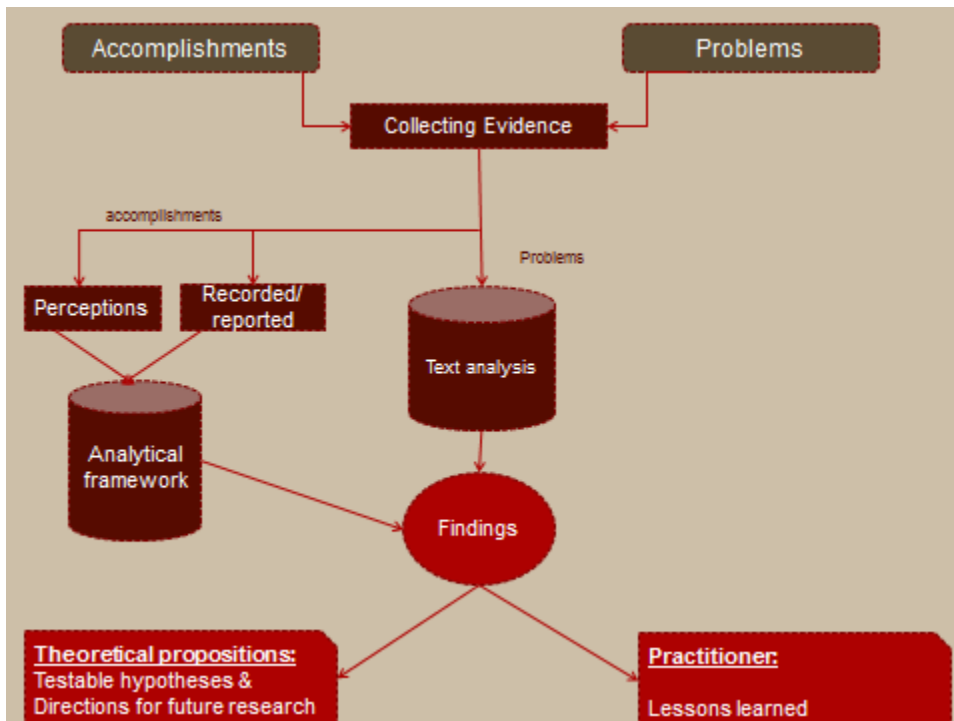 Accomplishments
Problems
Collecting Evidence
accomplishments
Problems
Perceptions
Recorded/
reported
Text analysis
Analytical
framework
Findings
Theoretical propositions:
Testable hypotheses &
Directions for future research
Practitioner:
Lessons learned